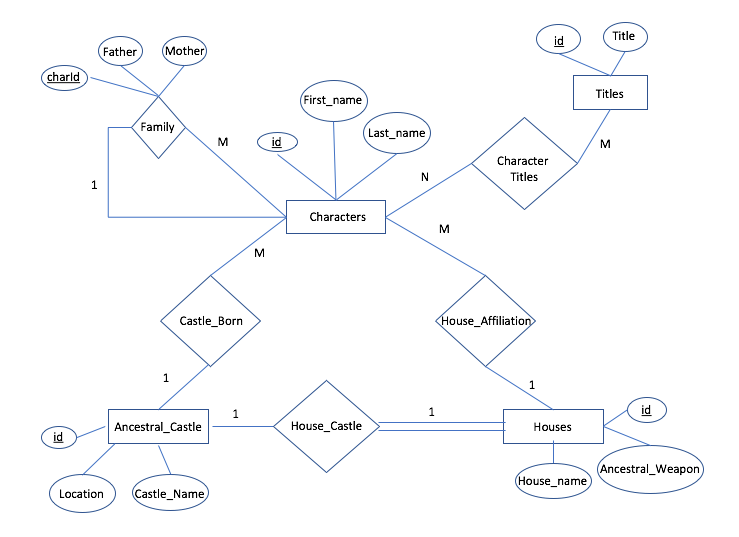 id
Title
Father
Mother
charId
Titles
First_name
Family
Last_name
M
id
M
Character
Titles
N
1
Characters
M
M
Castle_Born
House_Affiliation
1
1
1
1
id
Ancestral_Castle
House_Castle
Houses
id
Ancestral_Weapon
House_name
Location
Castle_Name